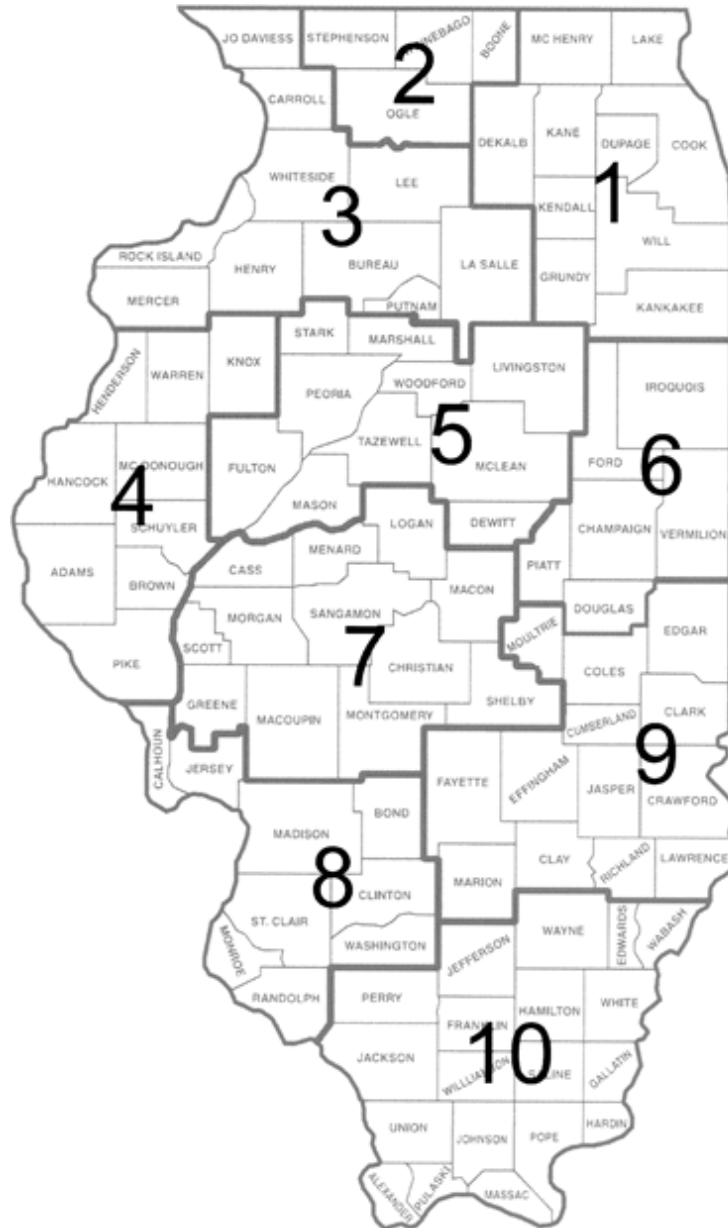 JO DAVIESS
STEPHENSON
BOONE
MC HENRY
LAKE
2
CARROLL
OGLE
DEKALB
KANE
DUPAGE
COOK
WHITESIDE
LEE
1
3
KENDALL
WILL
ROCK ISLAND
HENRY
BUREAU
LA SALLE
GRUNDY
MERCER
PUTNAM
KANKAKEE
STARK
MARSHALL
HENDERSON
WARREN
KNOX
LIVINGSTON
WOODFORD
IROQUOIS
PEORIA
5
TAZEWELL
6
HANCOCK
MC DONOUGH
FULTON
MCLEAN
FORD
4
MASON
SCHUYLER
LOGAN
DEWITT
CHAMPAIGN
VERMILION
ADAMS
BROWN
CASS
MENARD
MACON
PIATT
MORGAN
SANGAMON
DOUGLAS
SCOTT
7
MOULTRIE
EDGAR
PIKE
CHRISTIAN
COLES
GREENE
MACOUPIN
MONTGOMERY
SHELBY
CLARK
CUMBERLAND
CALHOUN
JERSEY
9
FAYETTE
EFFINGHAM
JASPER
CRAWFORD
BOND
MADISON
8
CLINTON
MARION
CLAY
RICHLAND
LAWRENCE
ST. CLAIR
MONROE
WASHINGTON
JEFFERSON
WAYNE
EDWARDS
WABASH
RANDOLPH
PERRY
FRANKLIN
HAMILTON
WHITE
10
JACKSON
GALLATIN
UNION
JOHNSON
POPE
HARDIN
ALEXANDER
PULASKI
MASSAC